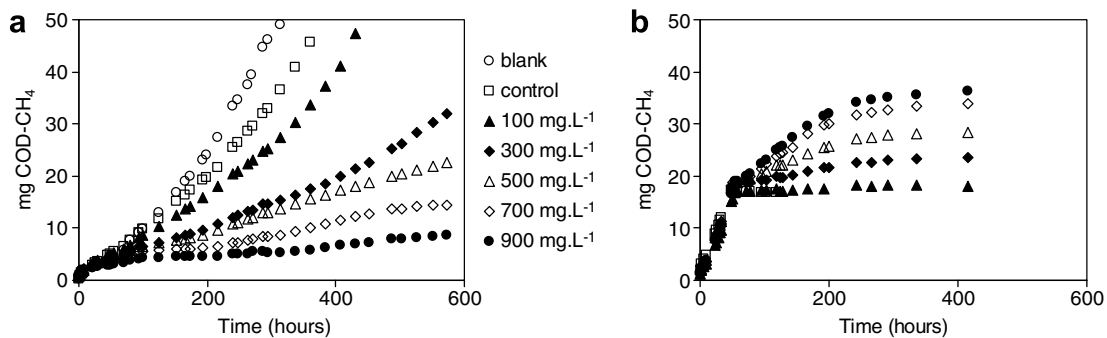 a
50
40
30
20
10
0
mg COD-CH₄
0 200 400 600
Time (hours)
blank
control
100 mg.L⁻¹
300 mg.L⁻¹
500 mg.L⁻¹
700 mg.L⁻¹
900 mg.L⁻¹
b
50
40
30
20
10
0
mg COD-CH₄
0 200 400 600
Time (hours)